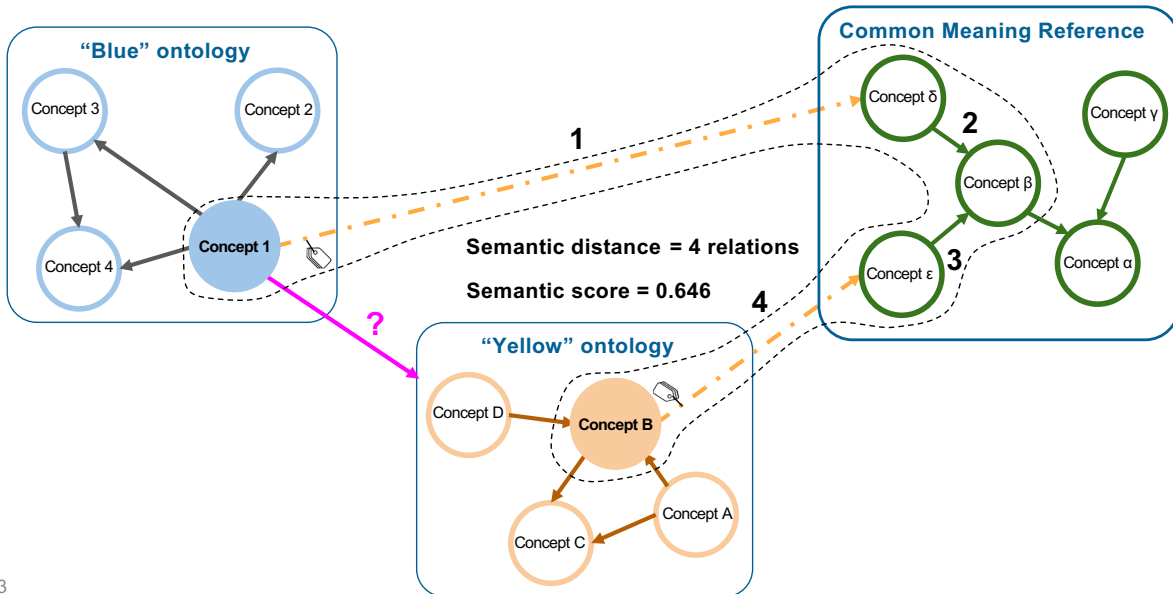 “Blue” ontology
Concept 3
Concept 2
Concept 1
Concept 4
Common Meaning Reference
Concept δ
Concept γ
Concept β
Concept ε
Concept α
1
2
3
4
Semantic distance = 4 relations
Semantic score = 0.646
?
“Yellow” ontology
Concept D
Concept B
Concept A
Concept C
3